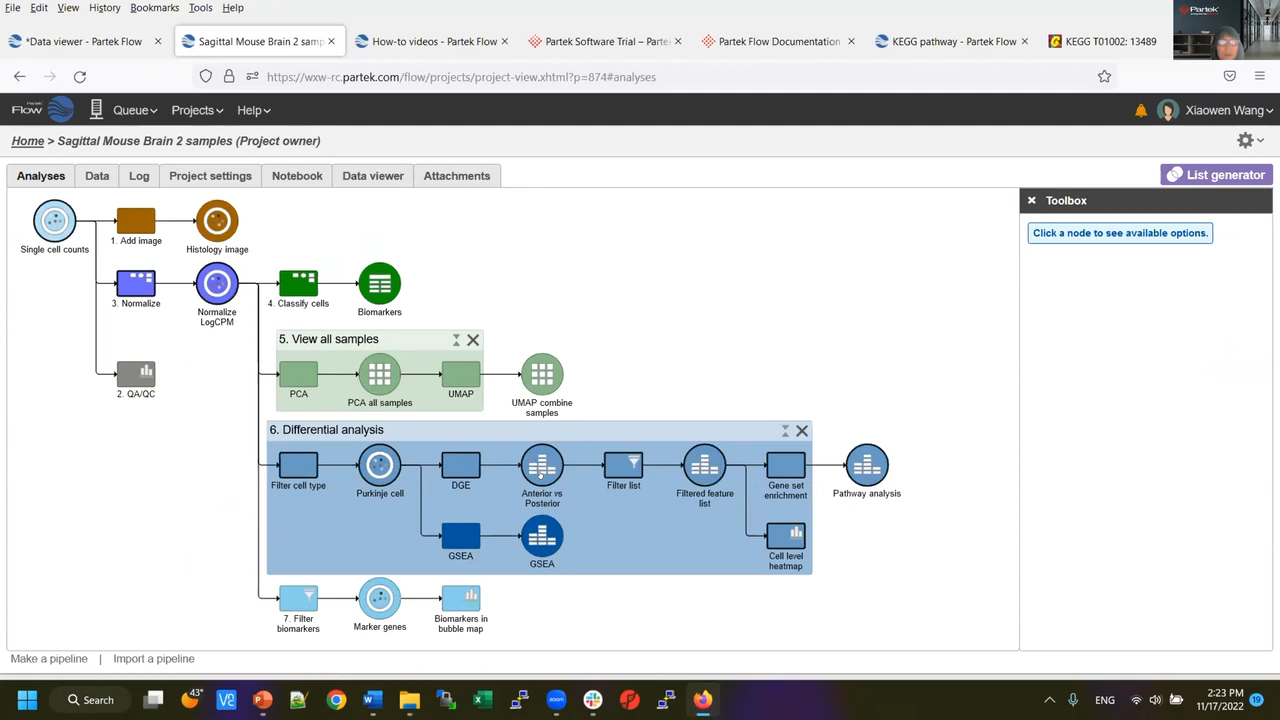 File Edit View History Bookmarks Tools Help
Partek
*Data viewer - Partek Flow
Sagittal Mouse Brain 2 samp
How-to videos - Partek Flow
Partek Software Trial – Parte
Partek Flow Documentation
KEGG pathway - Partek Flow
KEGG T01002: 13489
https://wxw-rc.partek.com/flow/projects/project-view.xhtml?p=874#analyses
Partek
Flow
Queue
Projects
Help
Xiaowen Wang
Home > Sagittal Mouse Brain 2 samples (Project owner)
Analyses
Data
Log
Project settings
Notebook
Data viewer
Attachments
List generator
Toolbox
Click a node to see available options.
Single cell counts
1. Add image
Histology image
3. Normalize
Normalize
LogCPM
4. Classify cells
Biomarkers
2. QA/QC
5. View all samples
PCA
PCA all samples
UMAP
UMAP combine
samples
6. Differential analysis
Filter cell type
Purkinje cell
DGE
Anterior vs
Posterior
Filter list
Filtered feature
list
Gene set
enrichment
Pathway analysis
GSEA
GSEA
Cell level
heatmap
7. Filter
biomarkers
Marker genes
Biomarkers in
bubble map
Make a pipeline | Import a pipeline
Search
43°
ENG
2:23 PM
11/17/2022
19